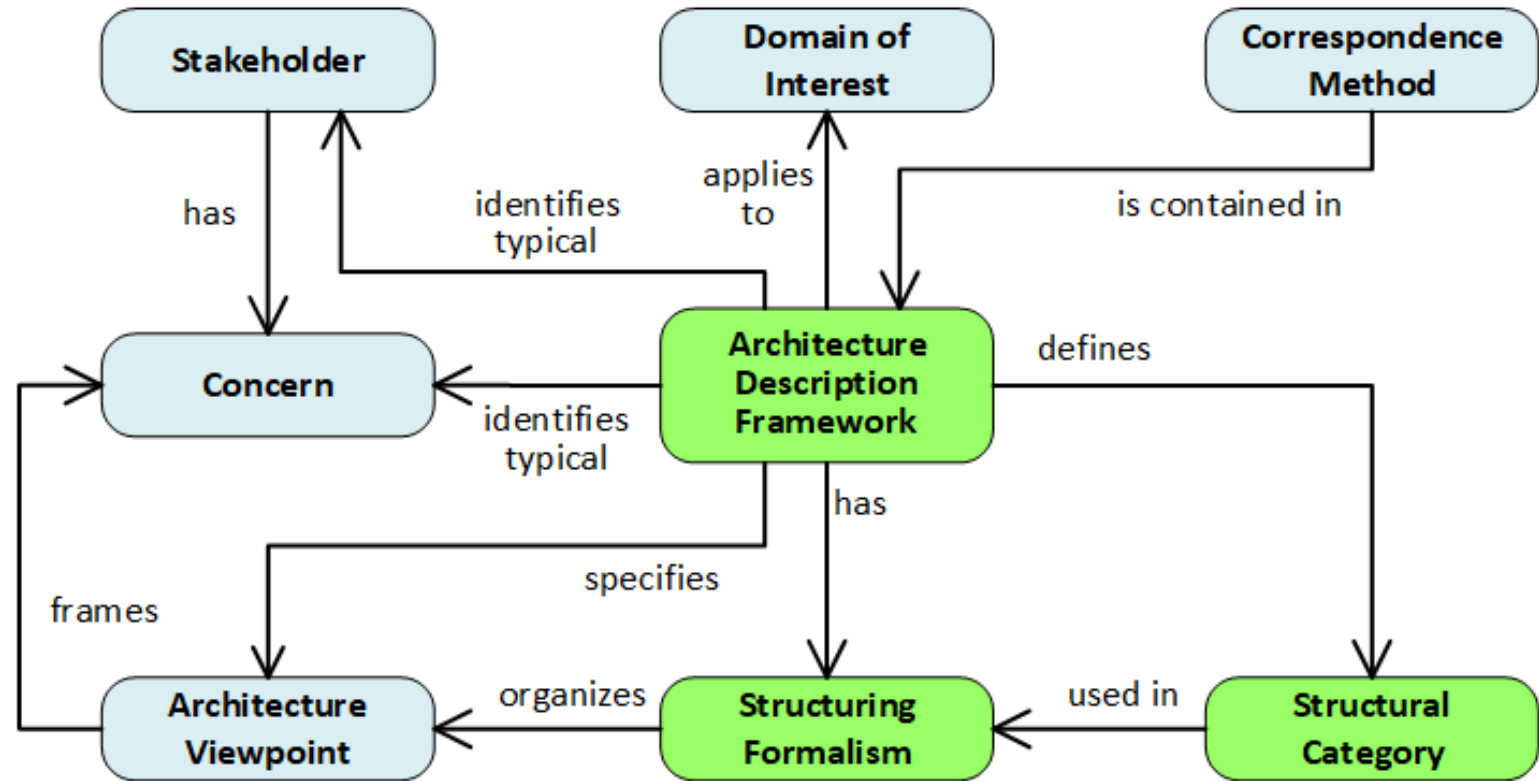 Stakeholder
Domain of
Interest
Correspondence
Method
has
identifies
typical
applies
to
is contained in
Concern
identifies
typical
Architecture
Description
Framework
defines
has
specifies
frames
Architecture
Viewpoint
organizes
Structuring
Formalism
used in
Structural
Category